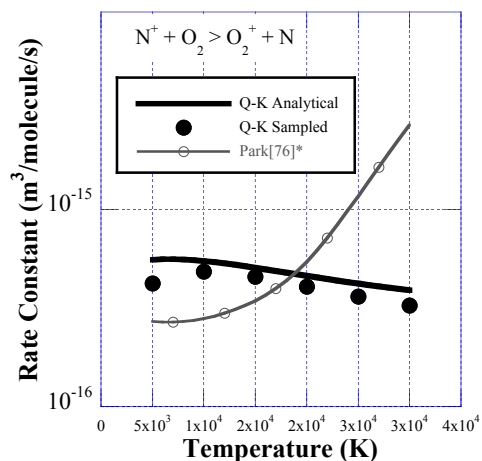 N⁺ + O₂ > O₂⁺ + N
Q-K Analytical
Q-K Sampled
Park[76]*
Rate Constant (m³/molecule/s)
10⁻¹⁵
10⁻¹⁶
0 5x10³ 1x10⁴ 2x10⁴ 2x10⁴ 3x10⁴ 3x10⁴ 4x10⁴
Temperature (K)